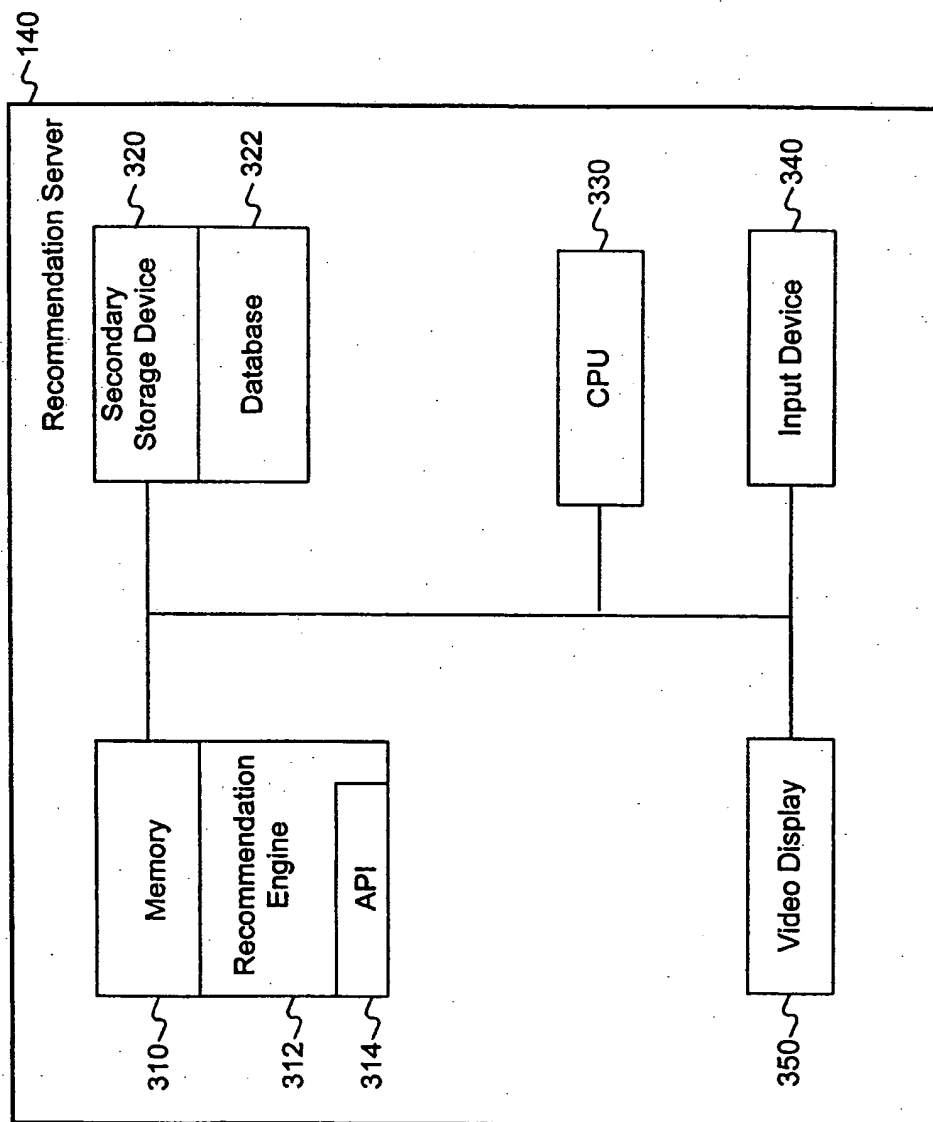 140
Recommendation Server
310
Memory
312
Recommendation
Engine
314
API
Secondary
Storage Device
320
Database
322
CPU
330
350
Video Display
Input Device
340